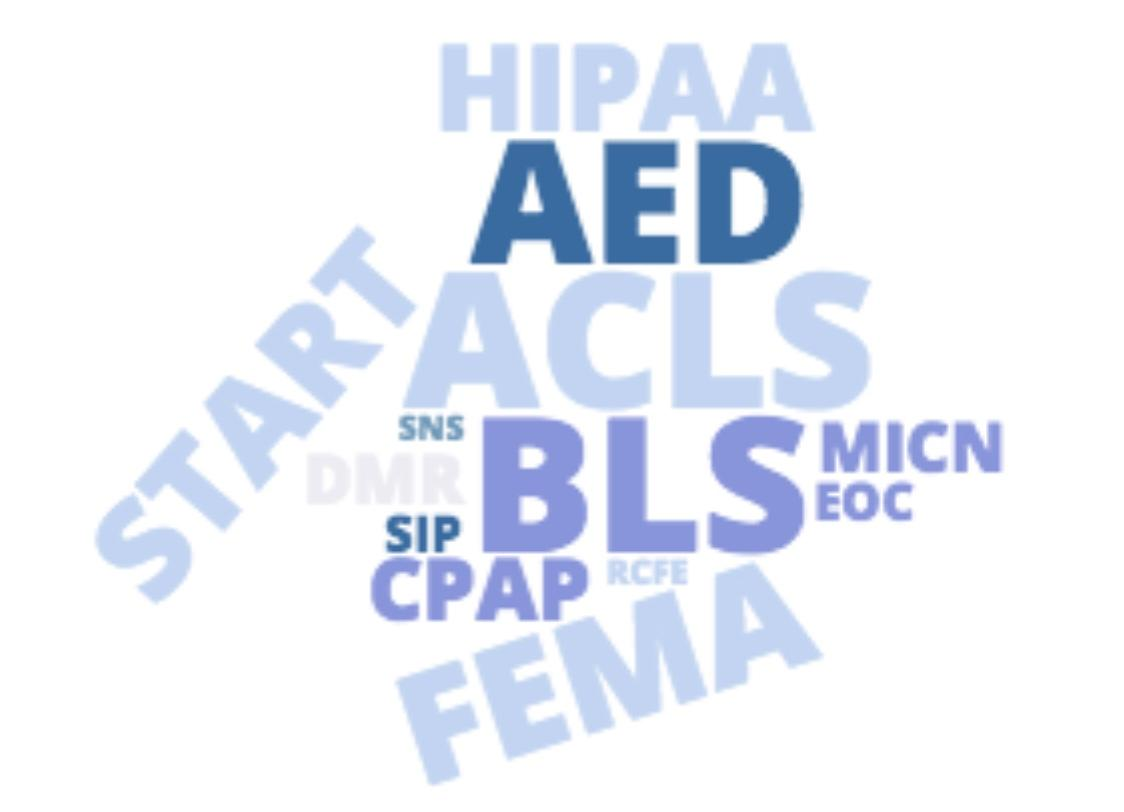 HIPAA
AED
START
ACLS
SNS
DMR
BLS
MICN
EOC
SIP
CPAP
RCFE
FEMA